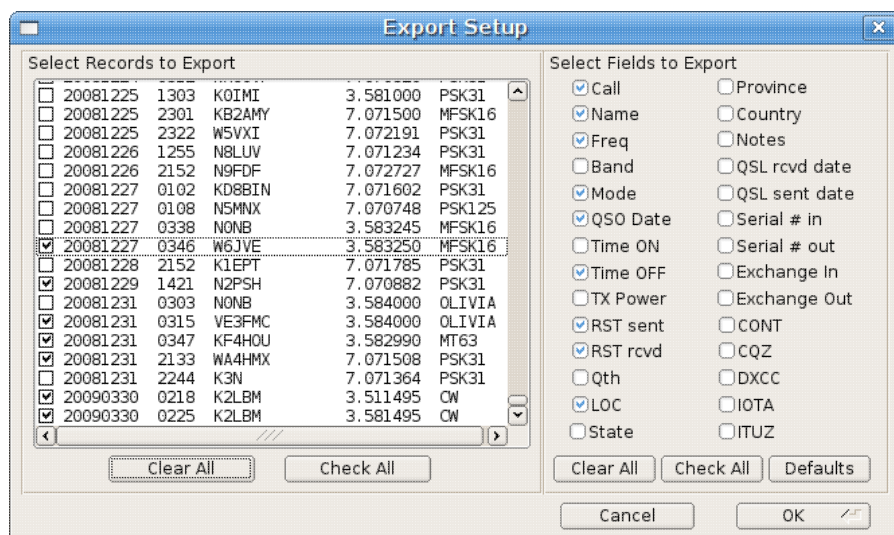 Export Setup
Select Records to Export
20081225 1303 K0IMI 3.581000 PSK31
20081225 2301 KB2AMY 7.071500 MFSK16
20081225 2322 W5VXI 7.072191 PSK31
20081226 1255 N8LUV 7.071234 PSK31
20081226 2152 N9FDF 7.072727 MFSK16
20081227 0102 KD8BIN 7.071602 PSK31
20081227 0108 N5MNX 7.070748 PSK125
20081227 0338 N0NB 3.583245 MFSK16
20081227 0346 W6JVE 3.583250 MFSK16
20081228 2152 K1EPT 7.071785 PSK31
20081229 1421 N2PSH 7.070882 PSK31
20081231 0303 N0NB 3.584000 OLIVIA
20081231 0315 VE3FMC 3.584000 OLIVIA
20081231 0347 KF4HOU 3.582990 MT63
20081231 2133 WA4HMX 7.071508 PSK31
20081231 2244 K3N 7.071364 PSK31
20090330 0218 K2LBM 3.511495 CW
20090330 0225 K2LBM 3.581495 CW
Clear All Check All
Select Fields to Export
Call Province
Name Country
Freq Notes
Band QSL rcvd date
Mode QSL sent date
QSO Date Serial # in
Time ON Serial # out
Time OFF Exchange In
TX Power Exchange Out
RST sent CONT
RST rcvd CQZ
Qth DXCC
LOC IOTA
State ITUZ
Clear All Check All Defaults
Cancel OK